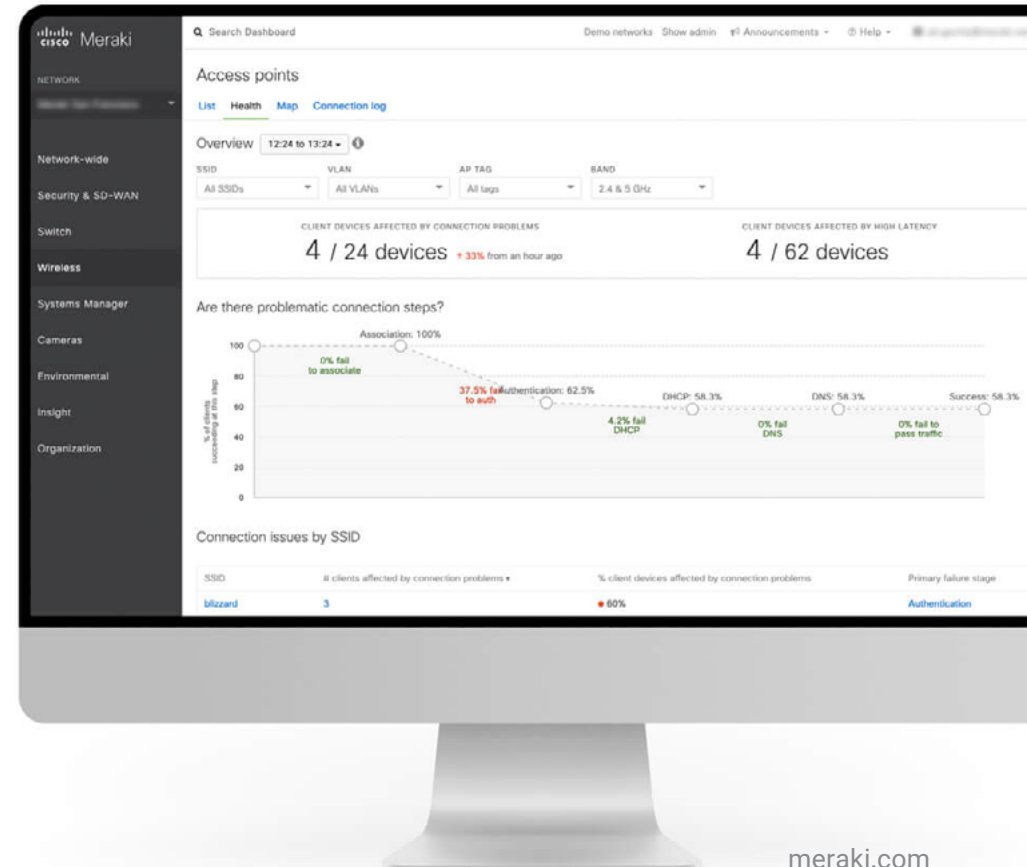 cisco Meraki
Search Dashboard
Demo networks Show admin Announcements Help
NETWORK
Network-wide
Security & SD-WAN
Switch
Wireless
Systems Manager
Cameras
Environmental
Insight
Organization
Access points
List Health Map Connection log
Overview 12:24 to 13:24
SSID VLAN AP TAG BAND
All SSIDs All VLANs All tags 2.4 & 5 GHz
CLIENT DEVICES AFFECTED BY CONNECTION PROBLEMS
4 / 24 devices ↑ 33% from an hour ago
CLIENT DEVICES AFFECTED BY HIGH LATENCY
4 / 62 devices
Are there problematic connection steps?
% of clients
succeeding at this step
100
80
60
40
20
0
Association: 100%
0% fail
to associate
37.5% fail
to auth
Authentication: 62.5%
DHCP: 58.3%
4.2% fail
DHCP
DNS: 58.3%
0% fail
DNS
Success: 58.3%
0% fail to
pass traffic
Connection issues by SSID
SSID # clients affected by connection problems % client devices affected by connection problems Primary failure stage
blizzard 3 60% Authentication
meraki.com